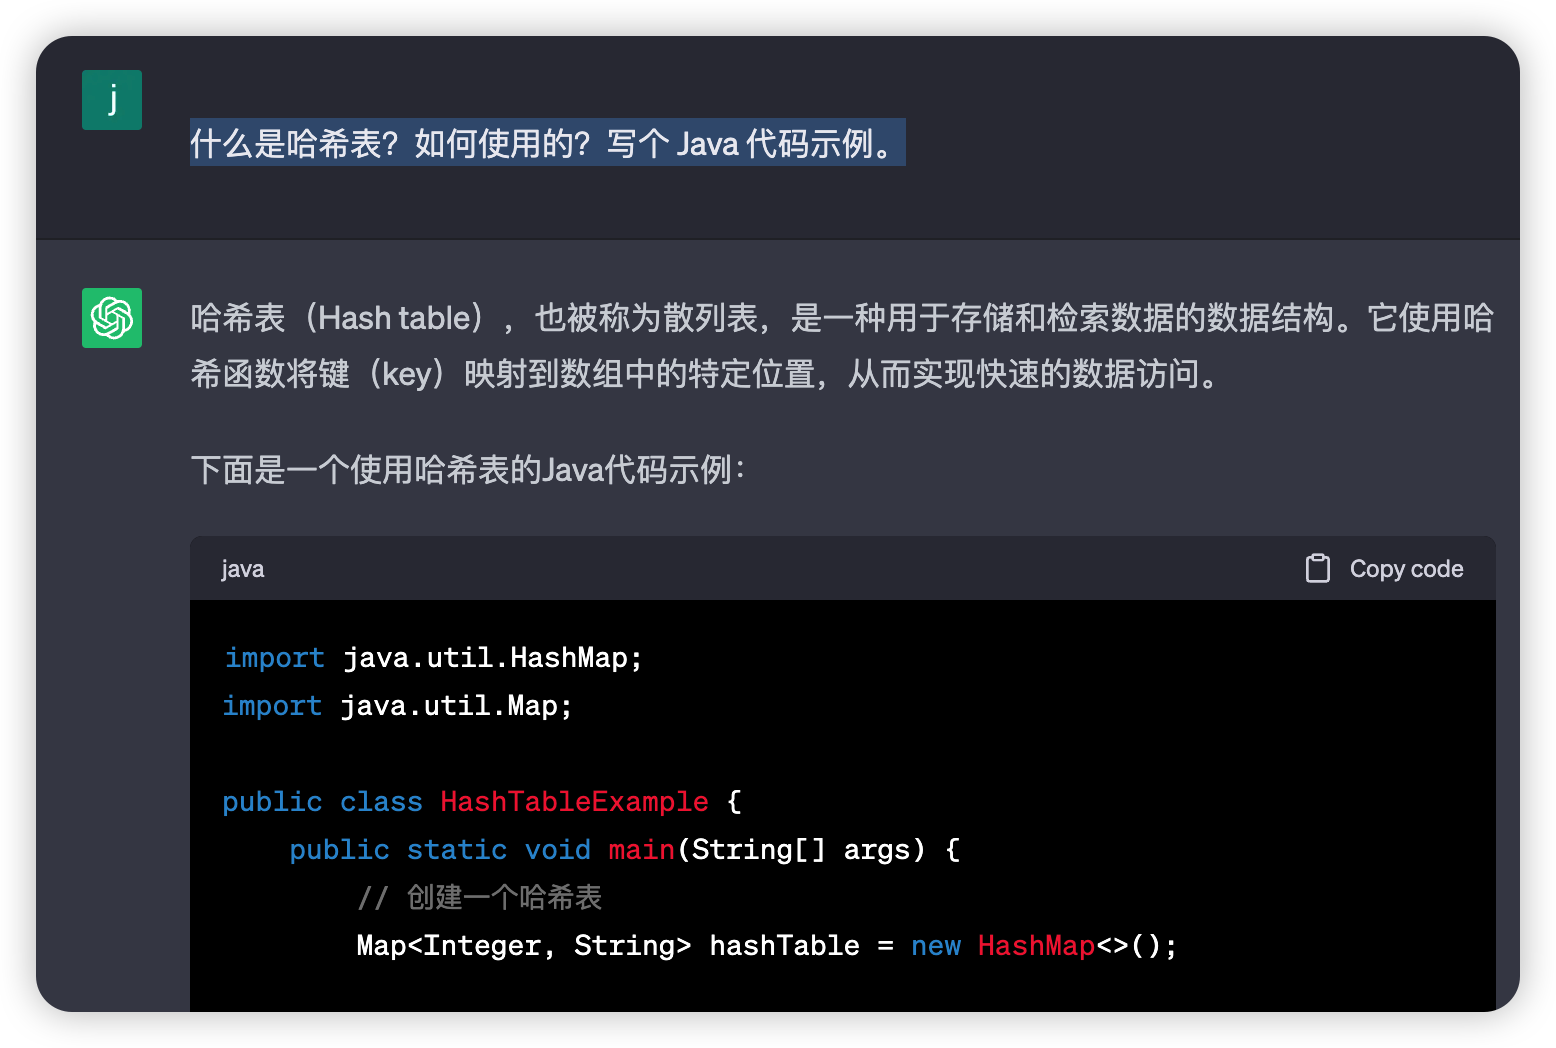 j
什么是哈希表？如何使用的？写个 Java 代码示例。
哈希表（Hash table），也被称为散列表，是一种用于存储和检索数据的数据结构。它使用哈
希函数将键（key）映射到数组中的特定位置，从而实现快速的数据访问。
下面是一个使用哈希表的Java代码示例：
java Copy code
import java.util.HashMap;
import java.util.Map;
public class HashTableExample {
    public static void main(String[] args) {
        // 创建一个哈希表
        Map<Integer, String> hashTable = new HashMap<>();